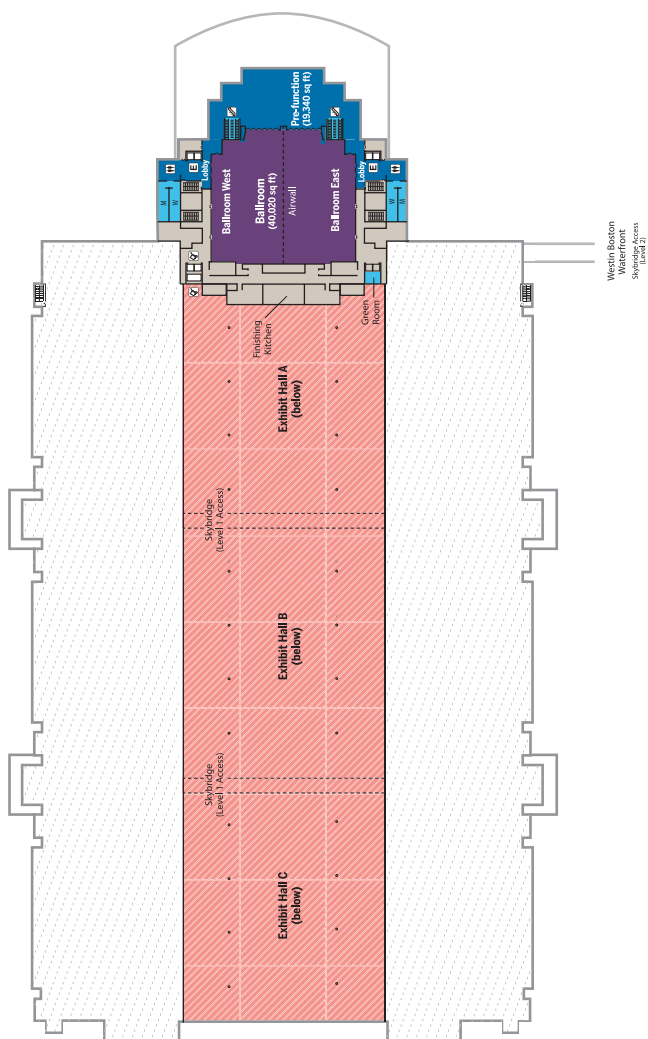 Pre-function
(19,340 sq ft)
Lobby
Lobby
E
E
M
W
W
M
Ballroom West
Ballroom
(40,020 sq ft)
Airwall
Ballroom East
Westin Boston
Waterfront
Skybridge Access
(Level 2)
Finishing
Kitchen
Green
Room
Exhibit Hall A
(below)
Skybridge
(Level 1 Access)
Exhibit Hall B
(below)
Skybridge
(Level 1 Access)
Exhibit Hall C
(below)